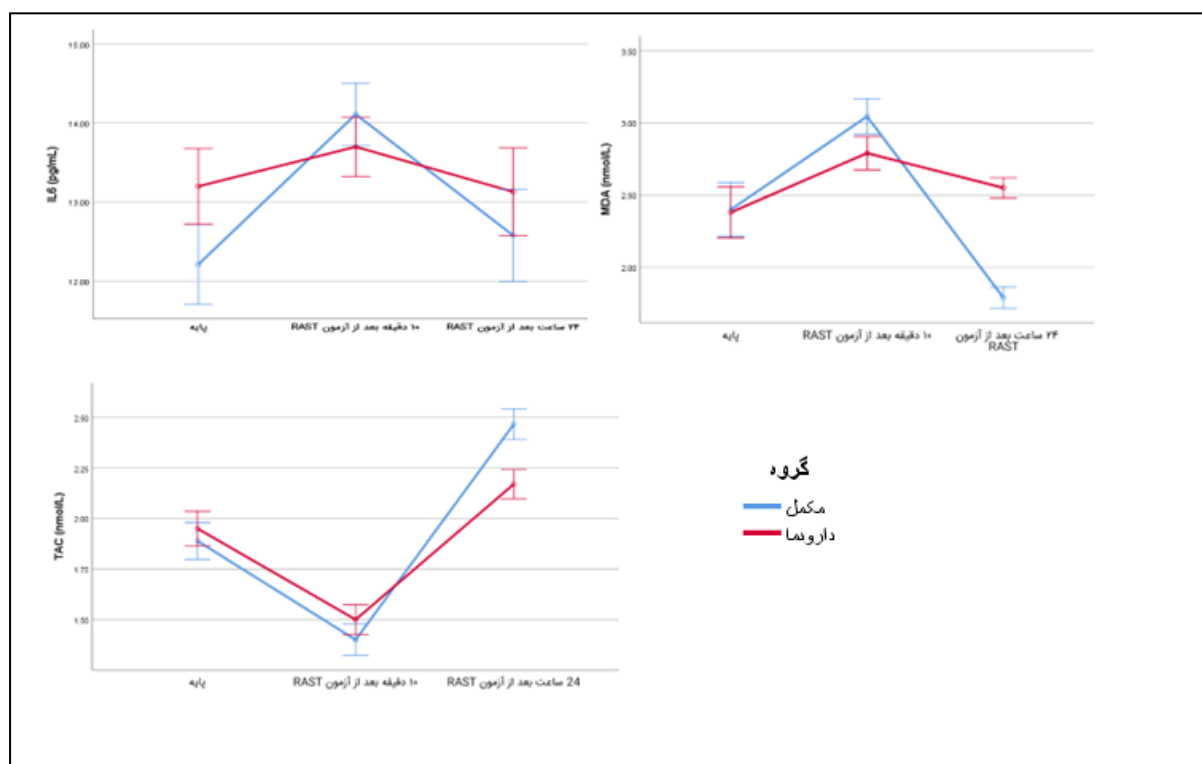 15.00
14.00
13.00
12.00
IL6 (pg/mL)
پایه
۱۰ دقیقه بعد از آزمون RAST
۲۴ ساعت بعد از آزمون RAST
3.50
3.00
2.50
2.00
MDA (nmol/L)
پایه
۱۰ دقیقه بعد از آزمون RAST
۲۴ ساعت بعد از آزمون
RAST
2.50
2.25
2.00
1.75
1.50
TAC (nmol/L)
پایه
۱۰ دقیقه بعد از آزمون RAST
24 ساعت بعد از آزمون RAST
گروه
مکمل
دارونما